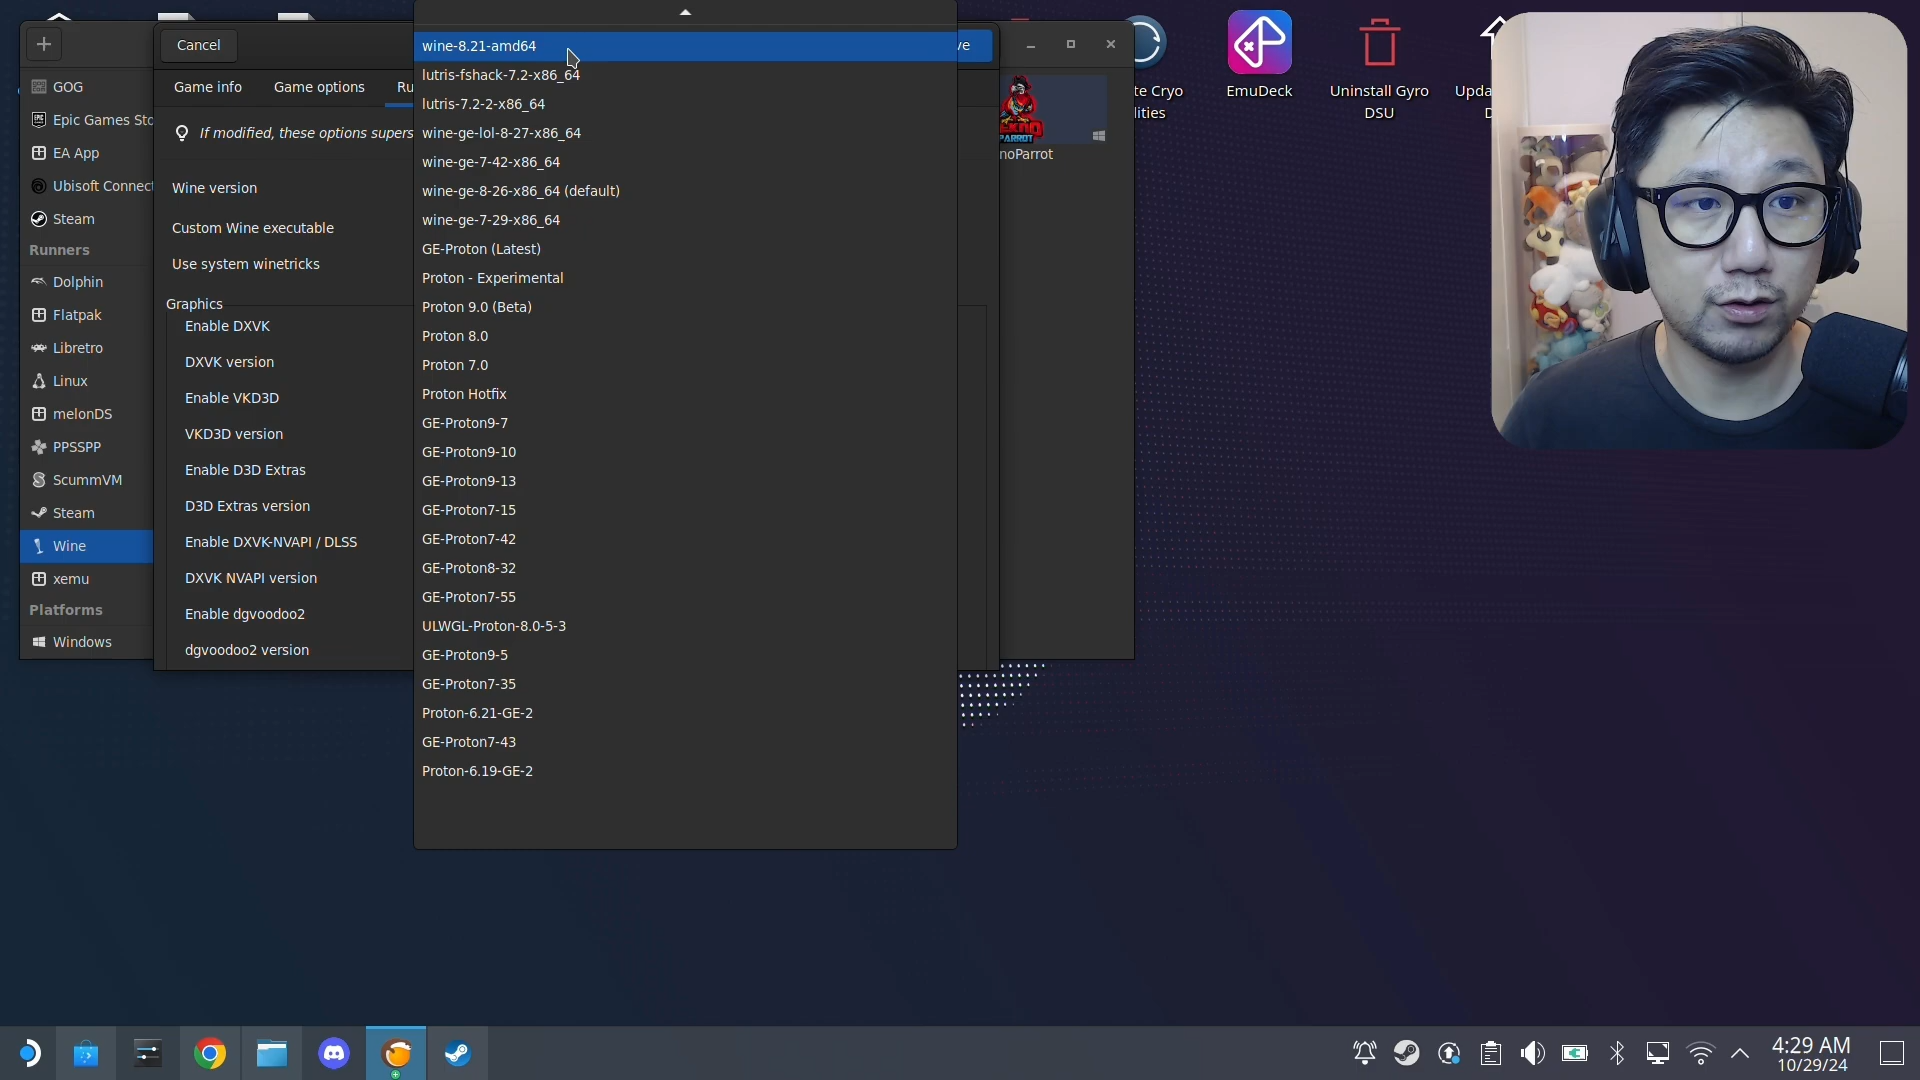 Cancel
ve
Game info
Game options
Ru
If modified, these options supers
Wine version
Custom Wine executable
Use system winetricks
Graphics
Enable DXVK
DXVK version
Enable VKD3D
VKD3D version
Enable D3D Extras
D3D Extras version
Enable DXVK-NVAPI / DLSS
DXVK NVAPI version
Enable dgvoodoo2
dgvoodoo2 version
wine-8.21-amd64
lutris-fshack-7.2-x86_64
lutris-7.2-2-x86_64
wine-ge-lol-8-27-x86_64
wine-ge-7-42-x86_64
wine-ge-8-26-x86_64 (default)
wine-ge-7-29-x86_64
GE-Proton (Latest)
Proton - Experimental
Proton 9.0 (Beta)
Proton 8.0
Proton 7.0
Proton Hotfix
GE-Proton9-7
GE-Proton9-10
GE-Proton9-13
GE-Proton7-15
GE-Proton7-42
GE-Proton8-32
GE-Proton7-55
ULWGL-Proton-8.0-5-3
GE-Proton9-5
GE-Proton7-35
Proton-6.21-GE-2
GE-Proton7-43
Proton-6.19-GE-2
GOG
Epic Games Sto
EA App
Ubisoft Connect
Steam
Runners
Dolphin
Flatpak
Libretro
Linux
melonDS
PPSSPP
ScummVM
Steam
Wine
xemu
Platforms
Windows
PARROT
noParrot
te Cryo
lities
EmuDeck
Uninstall Gyro
DSU
Upda
D
4:29 AM
10/29/24